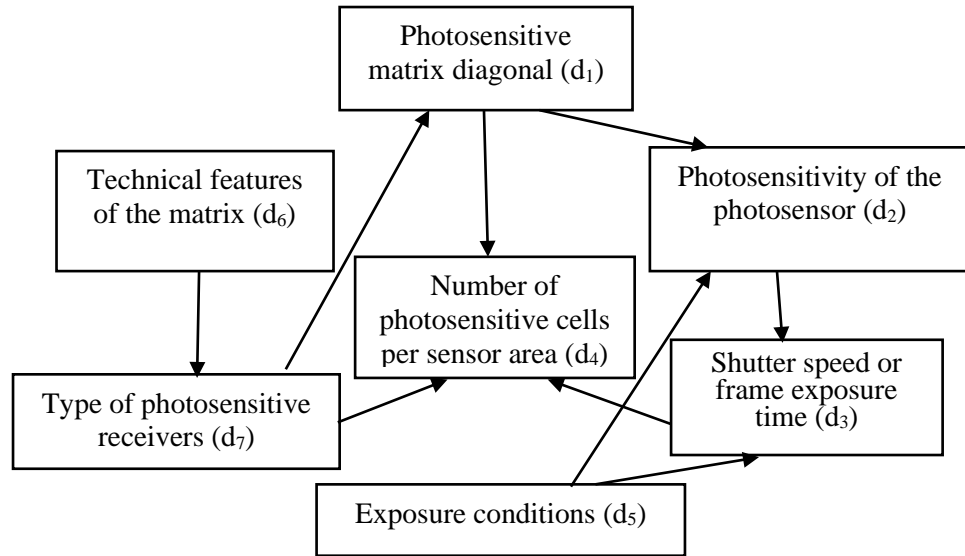 Photosensitive
matrix diagonal (d₁)
Technical features
of the matrix (d₆)
Photosensitivity of the
photosensor (d₂)
Number of
photosensitive cells
per sensor area (d₄)
Shutter speed or
frame exposure
time (d₃)
Type of photosensitive
receivers (d₇)
Exposure conditions (d₅)